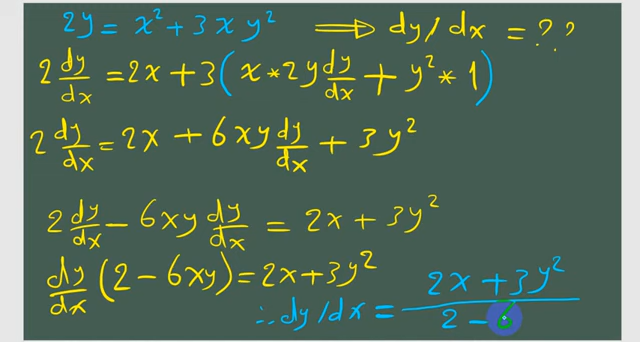 2y = x² + 3xy² ⟹ dy/dx = ??
2 dy/dx = 2x + 3(x*2y dy/dx + y² * 1)
2 dy/dx = 2x + 6xy dy/dx + 3y²
2 dy/dx - 6xy dy/dx = 2x + 3y²
dy/dx (2 - 6xy) = 2x + 3y²
∴ dy/dx = (2x + 3y²)/(2 - 6